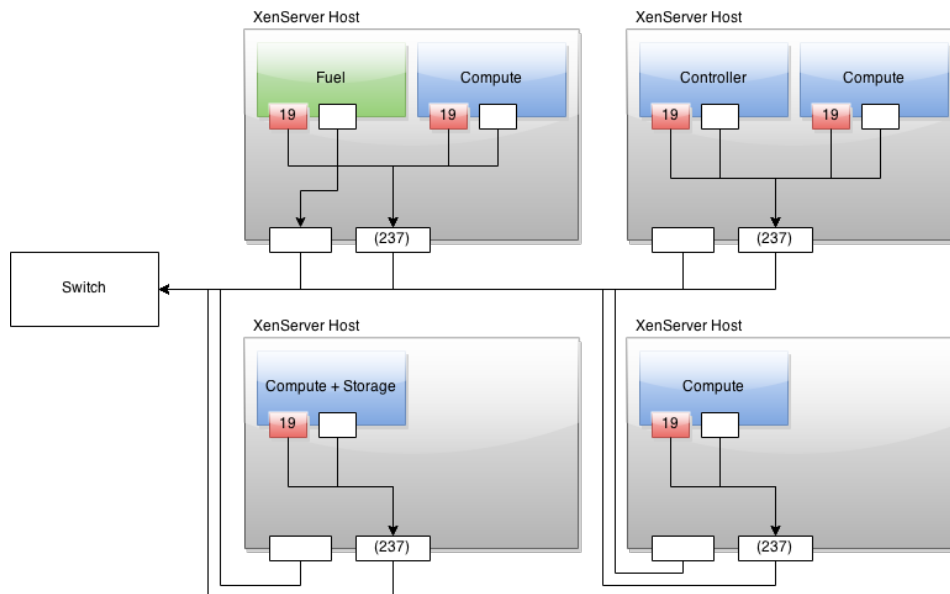 XenServer Host
XenServer Host
Fuel
Compute
Controller
Compute
19
19
19
19
(237)
(237)
Switch
XenServer Host
XenServer Host
Compute + Storage
Compute
19
19
(237)
(237)